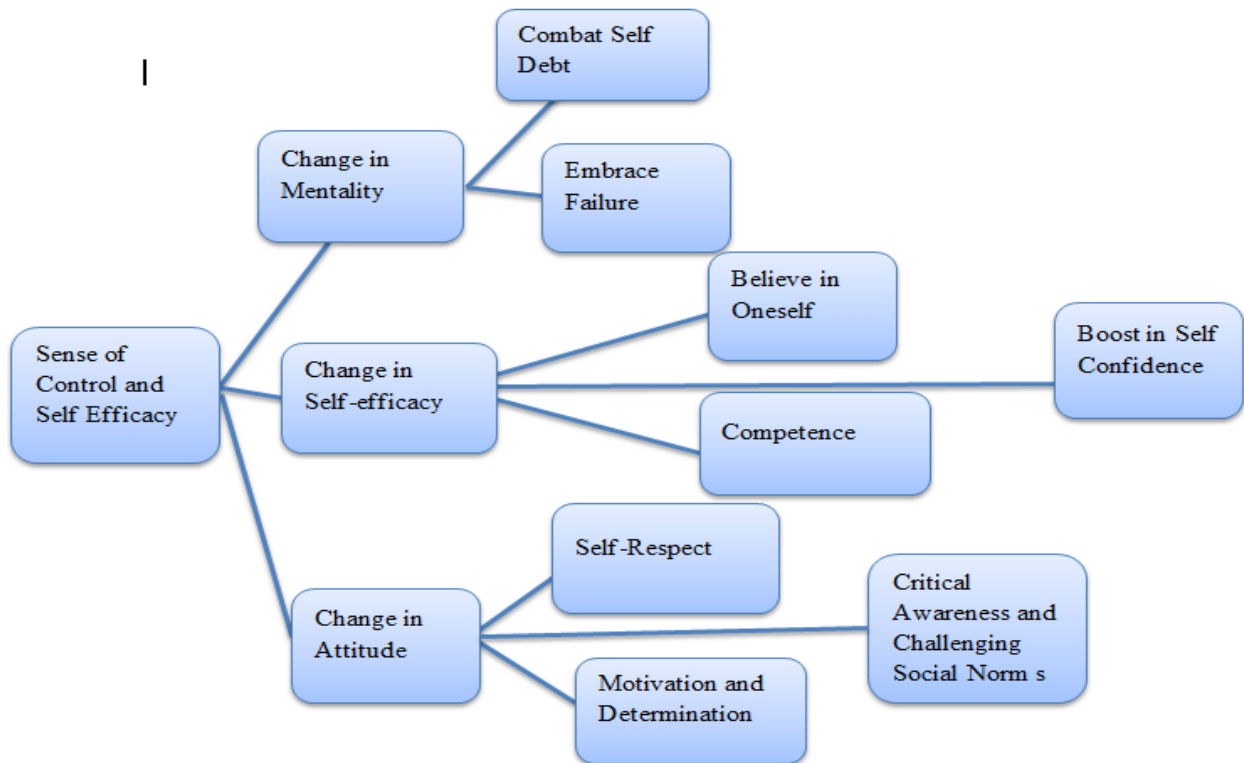 Combat Self
Debt
Change in
Mentality
Embrace
Failure
Believe in
Oneself
Sense of
Control and
Self Efficacy
Change in
Self-efficacy
Boost in Self
Confidence
Competence
Self-Respect
Change in
Attitude
Critical
Awareness and
Challenging
Social Norm s
Motivation and
Determination